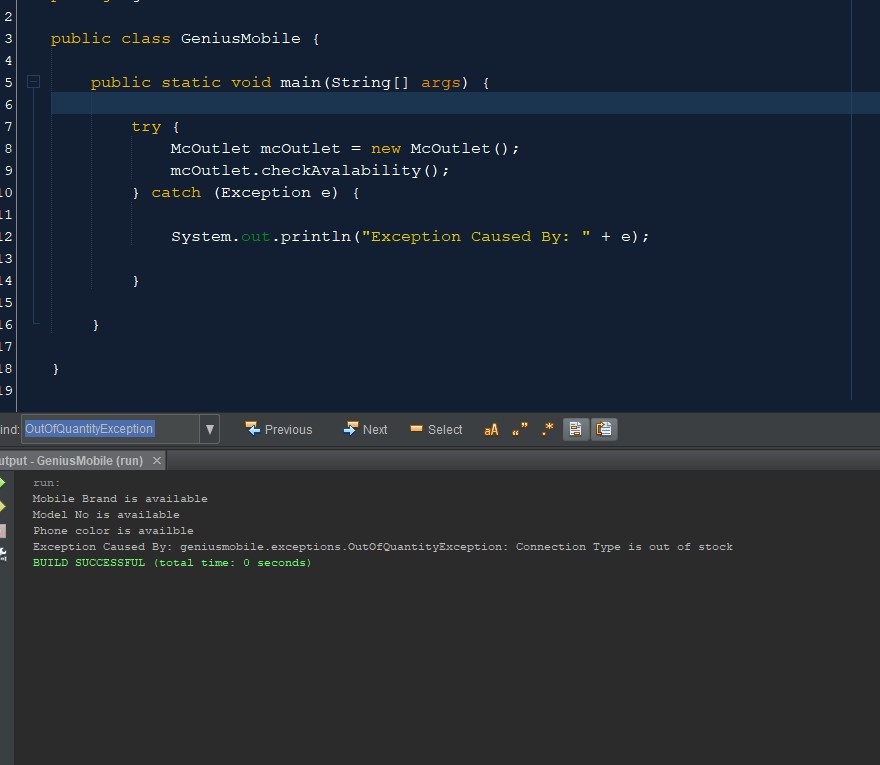 2
3 public class GeniusMobile {
4
5 public static void main(String[] args) {
6
7 try {
8 McOutlet mcOutlet = new McOutlet();
9 mcOutlet.checkAvalability();
10 } catch (Exception e) {
11
12 System.out.println("Exception Caused By: " + e);
13
14 }
15
16 }
17
18 }
19
ind: OutOfQuantityException Previous Next Select aA “” .*
utput - GeniusMobile (run) ×
run:
Mobile Brand is available
Model No is available
Phone color is availble
Exception Caused By: geniusmobile.exceptions.OutOfQuantityException: Connection Type is out of stock
BUILD SUCCESSFUL (total time: 0 seconds)